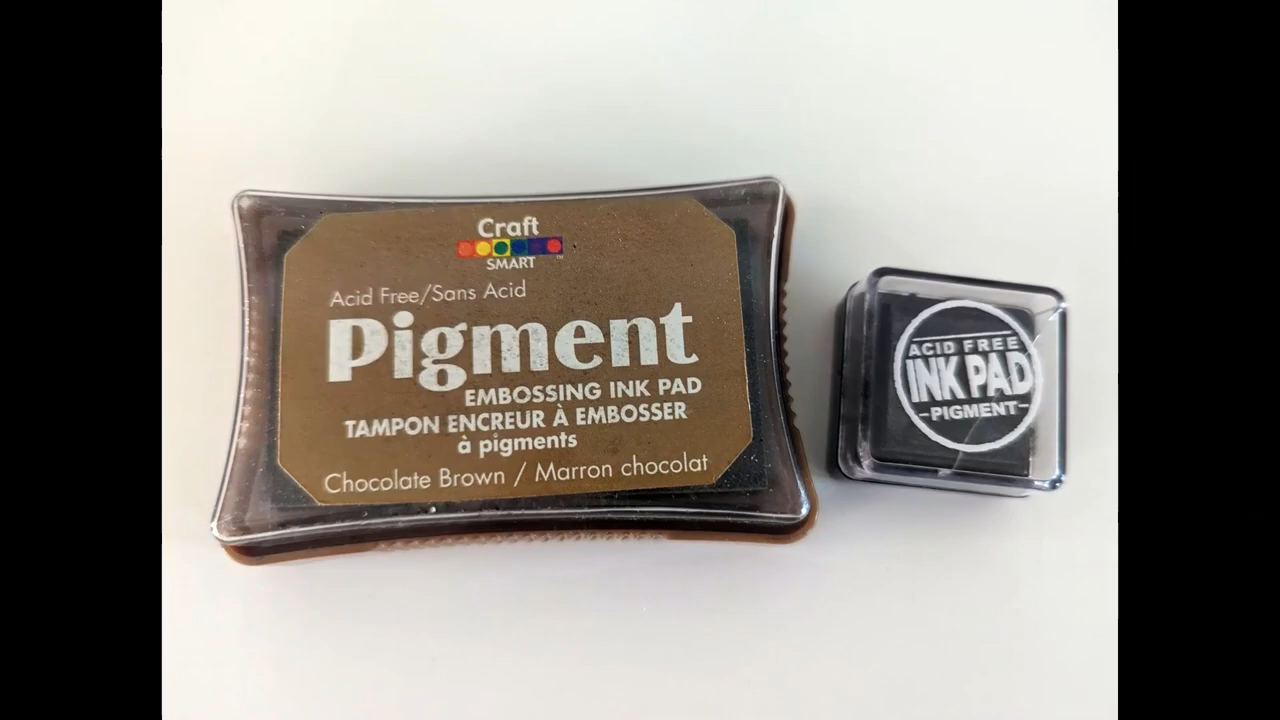 Craft
SMART™
Acid Free/Sans Acid
Pigment
EMBOSSING INK PAD
TAMPON ENCREUR À EMBOSSER
à pigments
Chocolate Brown / Marron chocolat
ACID FREE
INK PAD
-PIGMENT-